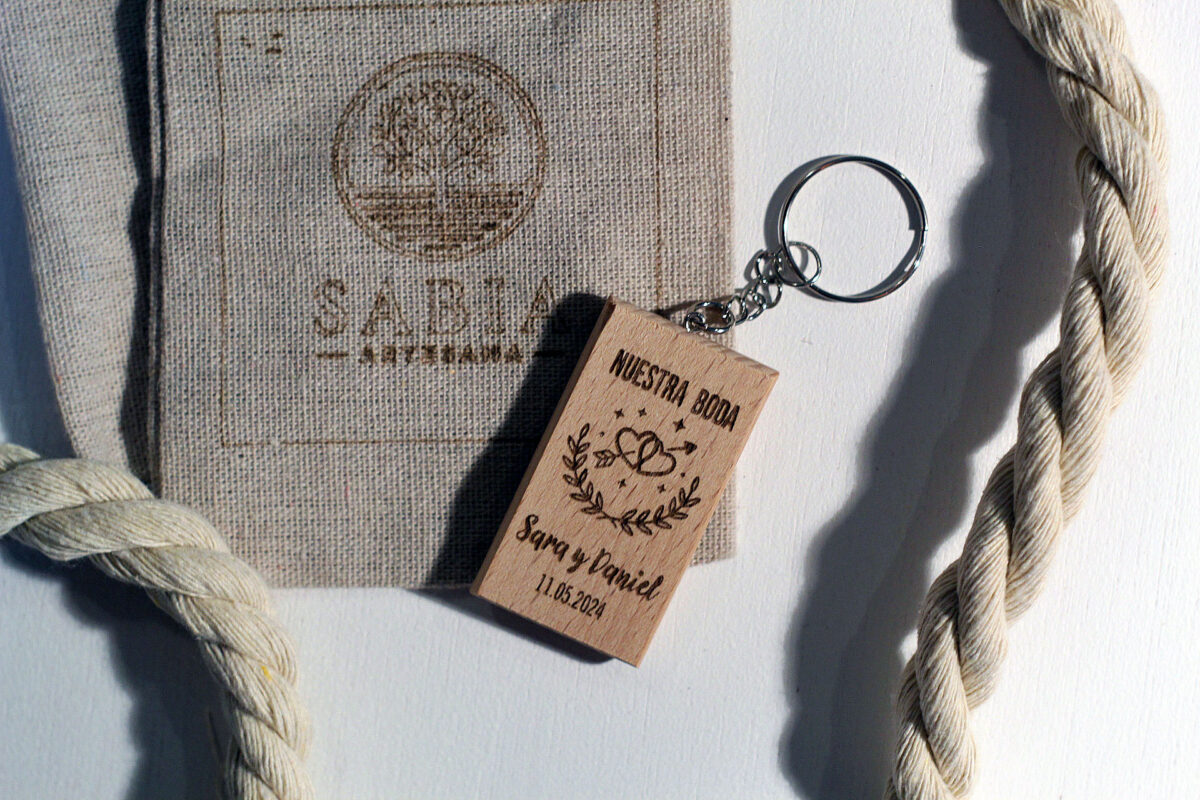 SABIA
ARTESANA
NUESTRA BODA
Sara y Daniel
11.05.2024